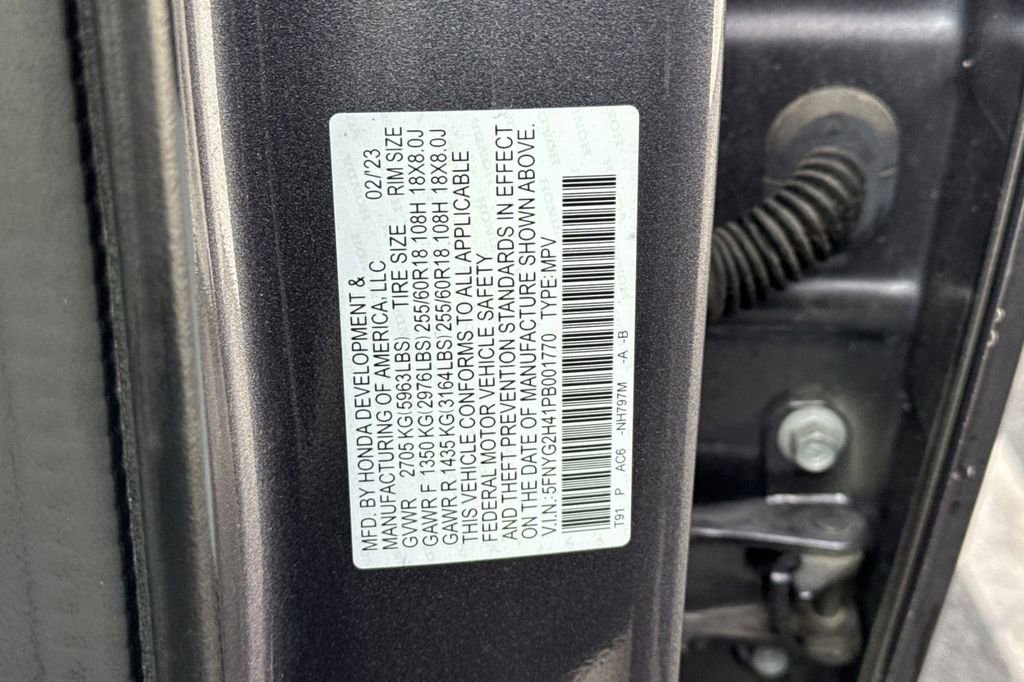 MFD. BY HONDA DEVELOPMENT &
MANUFACTURING OF AMERICA, LLC 02/'23
GVWR 2705 KG(5963LBS) TIRE SIZE RIM SIZE
GAWR F 1350 KG(2976LBS) 255/60R18 108H 18X8.0J
GAWR R 1435 KG(3164LBS) 255/60R18 108H 18X8.0J
THIS VEHICLE CONFORMS TO ALL APPLICABLE
FEDERAL MOTOR VEHICLE SAFETY
AND THEFT PREVENTION STANDARDS IN EFFECT
ON THE DATE OF MANUFACTURE SHOWN ABOVE.
V.I.N.: 5FNYG2H41PB001770 TYPE: MPV
T91 P AC6 -NH797M -A -B